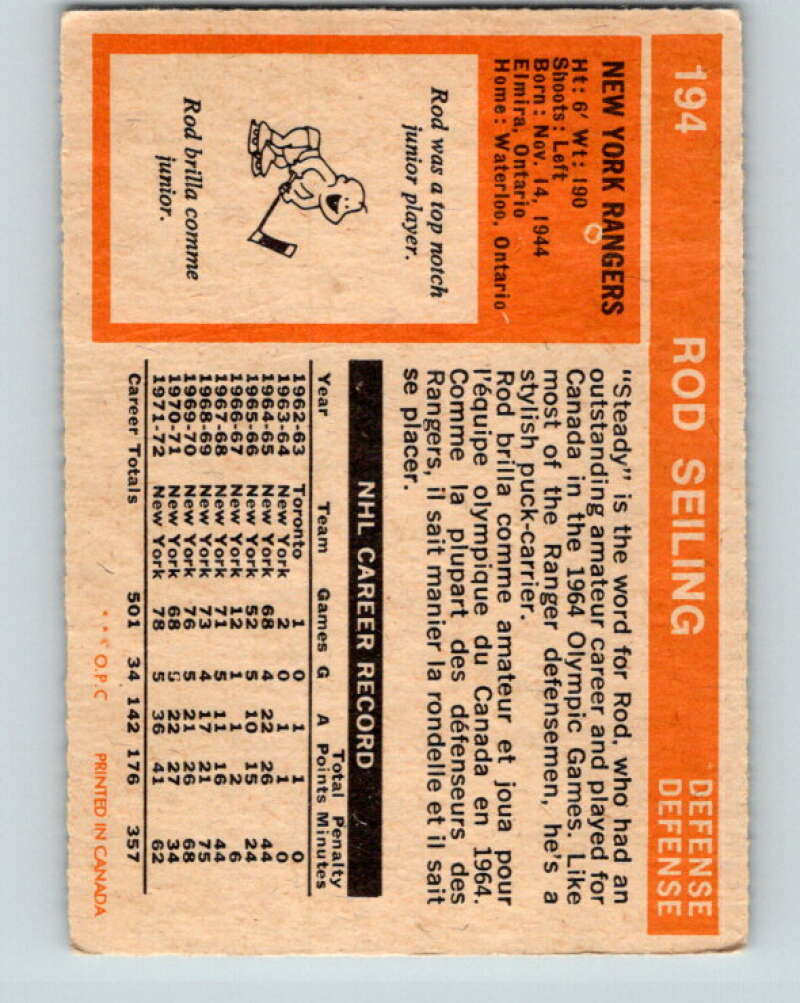 194 ROD SEILING DEFENSE
DEFENSE
NEW YORK RANGERS
Ht: 6' Wt: 190
Shoots: Left
Born: Nov. 14, 1944
Elmira, Ontario
Home: Waterloo, Ontario
Rod was a top notch
junior player.
Rod brilla comme
junior.
"Steady" is the word for Rod, who had an
outstanding amateur career and played for
Canada in the 1964 Olympic Games. Like
most of the Ranger defensemen, he's a
stylish puck-carrier.
Rod brilla comme amateur et joua pour
l'équipe olympique du Canada en 1964.
Comme la plupart des défenseurs des
Rangers, il sait manier la rondelle et il sait
se placer.
NHL CAREER RECORD
Total Penalty
Year Team Games G A Points Minutes
1962-63 Toronto 1 0 1 1 0
1963-64 New York 2 0 1 1 0
1964-65 New York 68 4 22 26 44
1965-66 New York 52 5 10 15 24
1966-67 New York 12 1 1 2 6
1967-68 New York 71 5 11 16 44
1968-69 New York 73 4 17 21 75
1969-70 New York 76 5 21 26 68
1970-71 New York 68 5 22 27 34
1971-72 New York 78 5 36 41 62
Career Totals 501 34 142 176 357
* * * O.P.C PRINTED IN CANADA